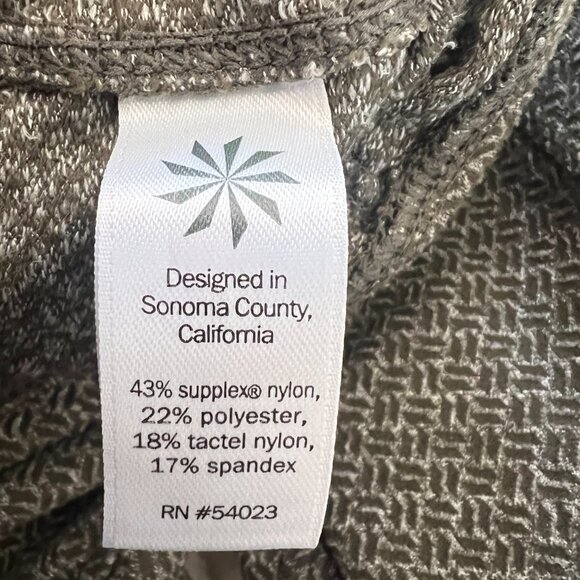 Designed in
Sonoma County,
California
43% supplex® nylon,
22% polyester,
18% tactel nylon,
17% spandex
RN #54023